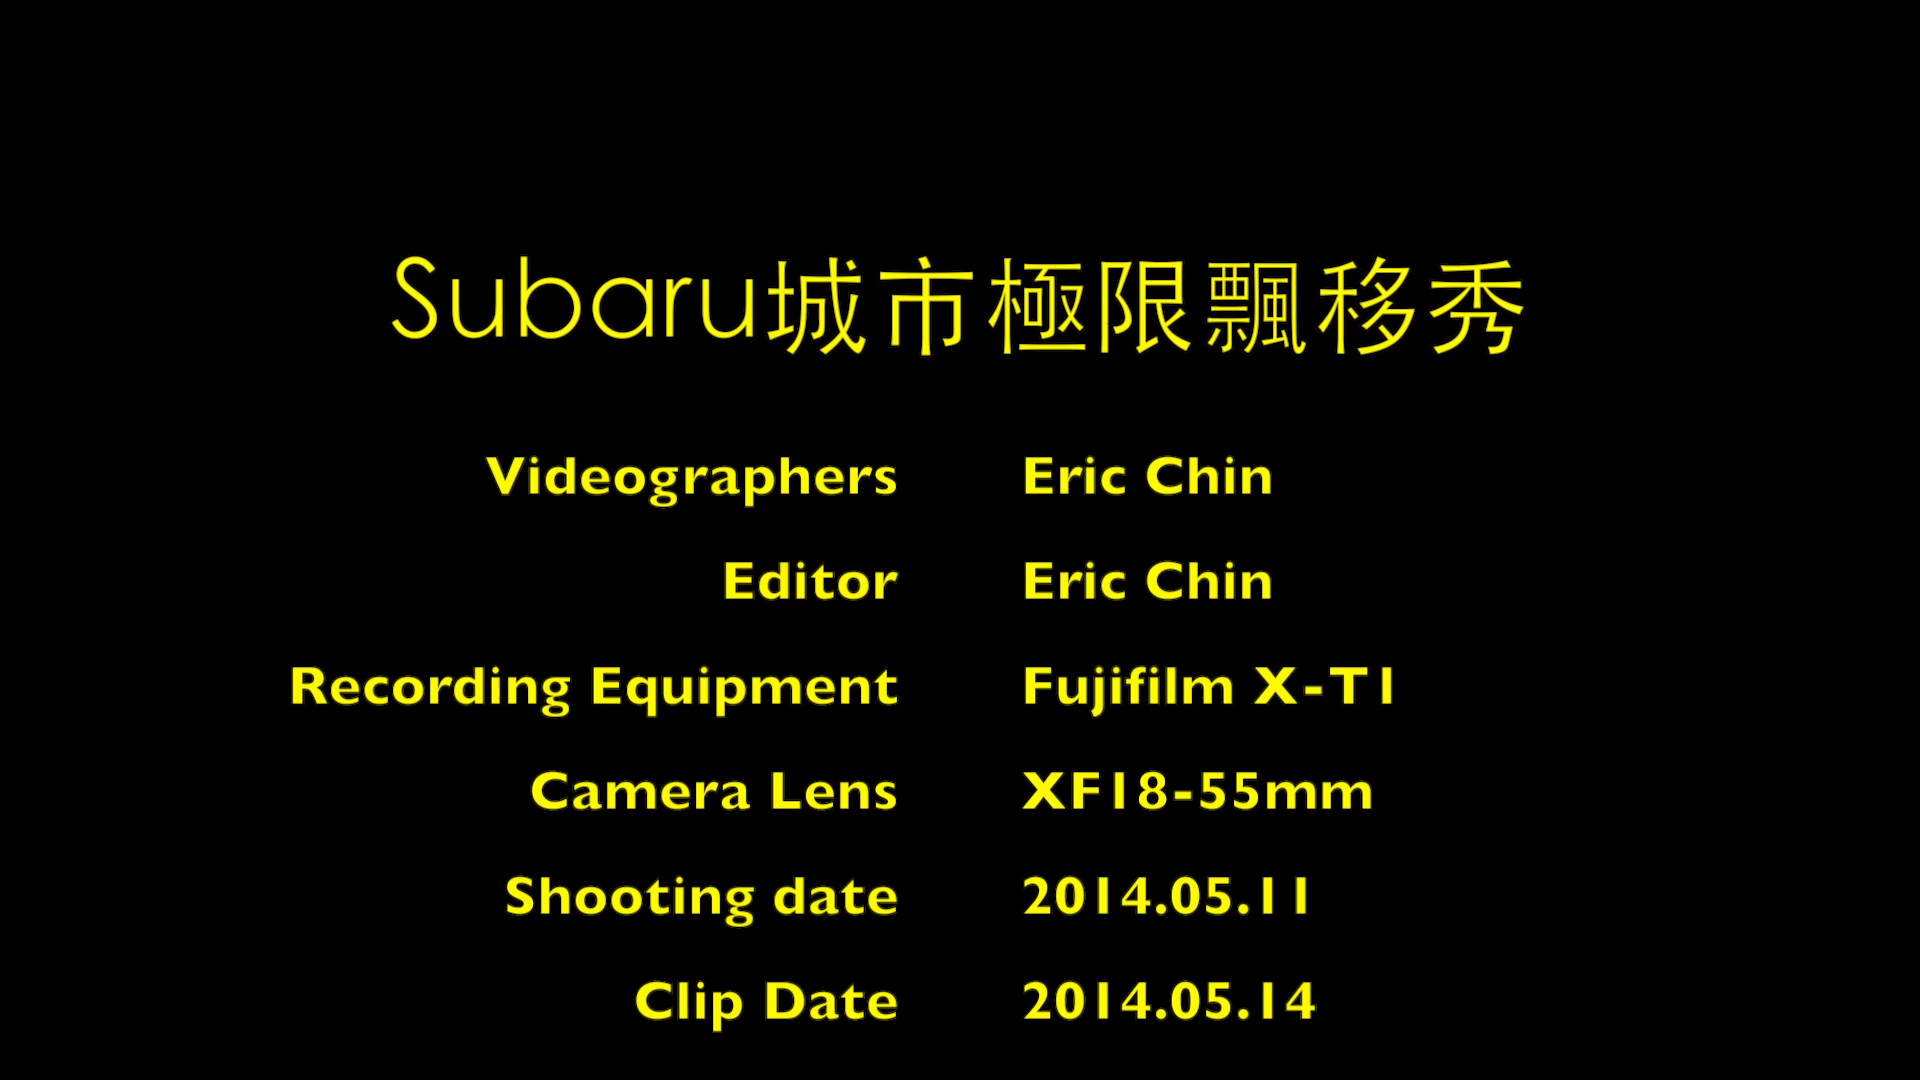 Subaru城市極限飄移秀
Videographers Eric Chin
Editor Eric Chin
Recording Equipment Fujifilm X-T1
Camera Lens XF18-55mm
Shooting date 2014.05.11
Clip Date 2014.05.14